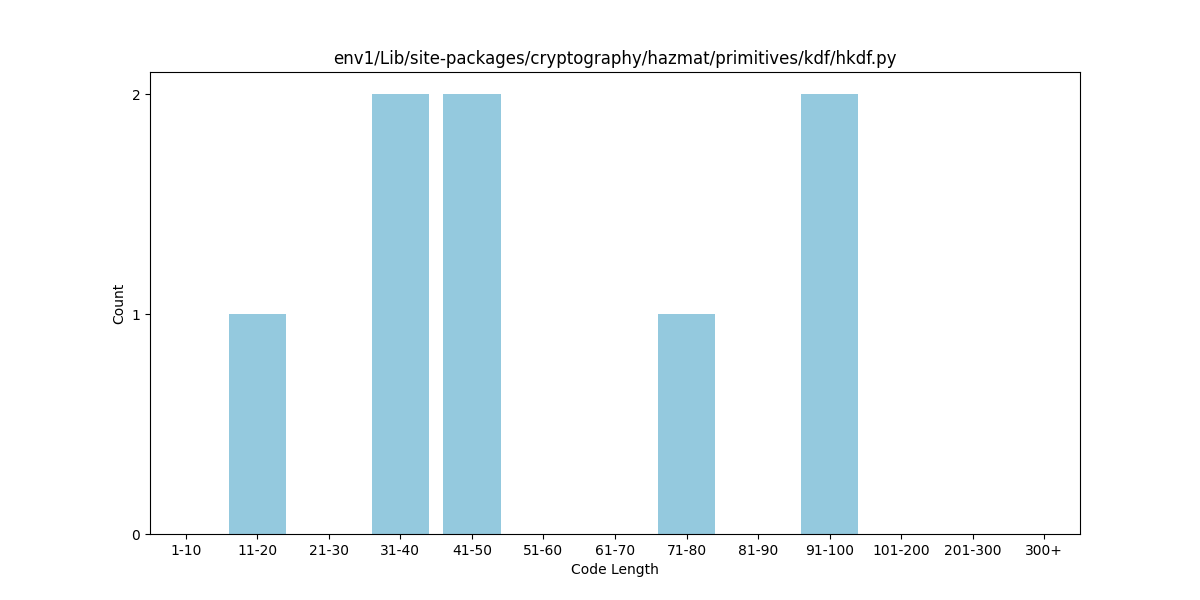 env1/Lib/site-packages/cryptography/hazmat/primitives/kdf/hkdf.py
2
1
0
Count
1-10 11-20 21-30 31-40 41-50 51-60 61-70 71-80 81-90 91-100 101-200 201-300 300+
Code Length